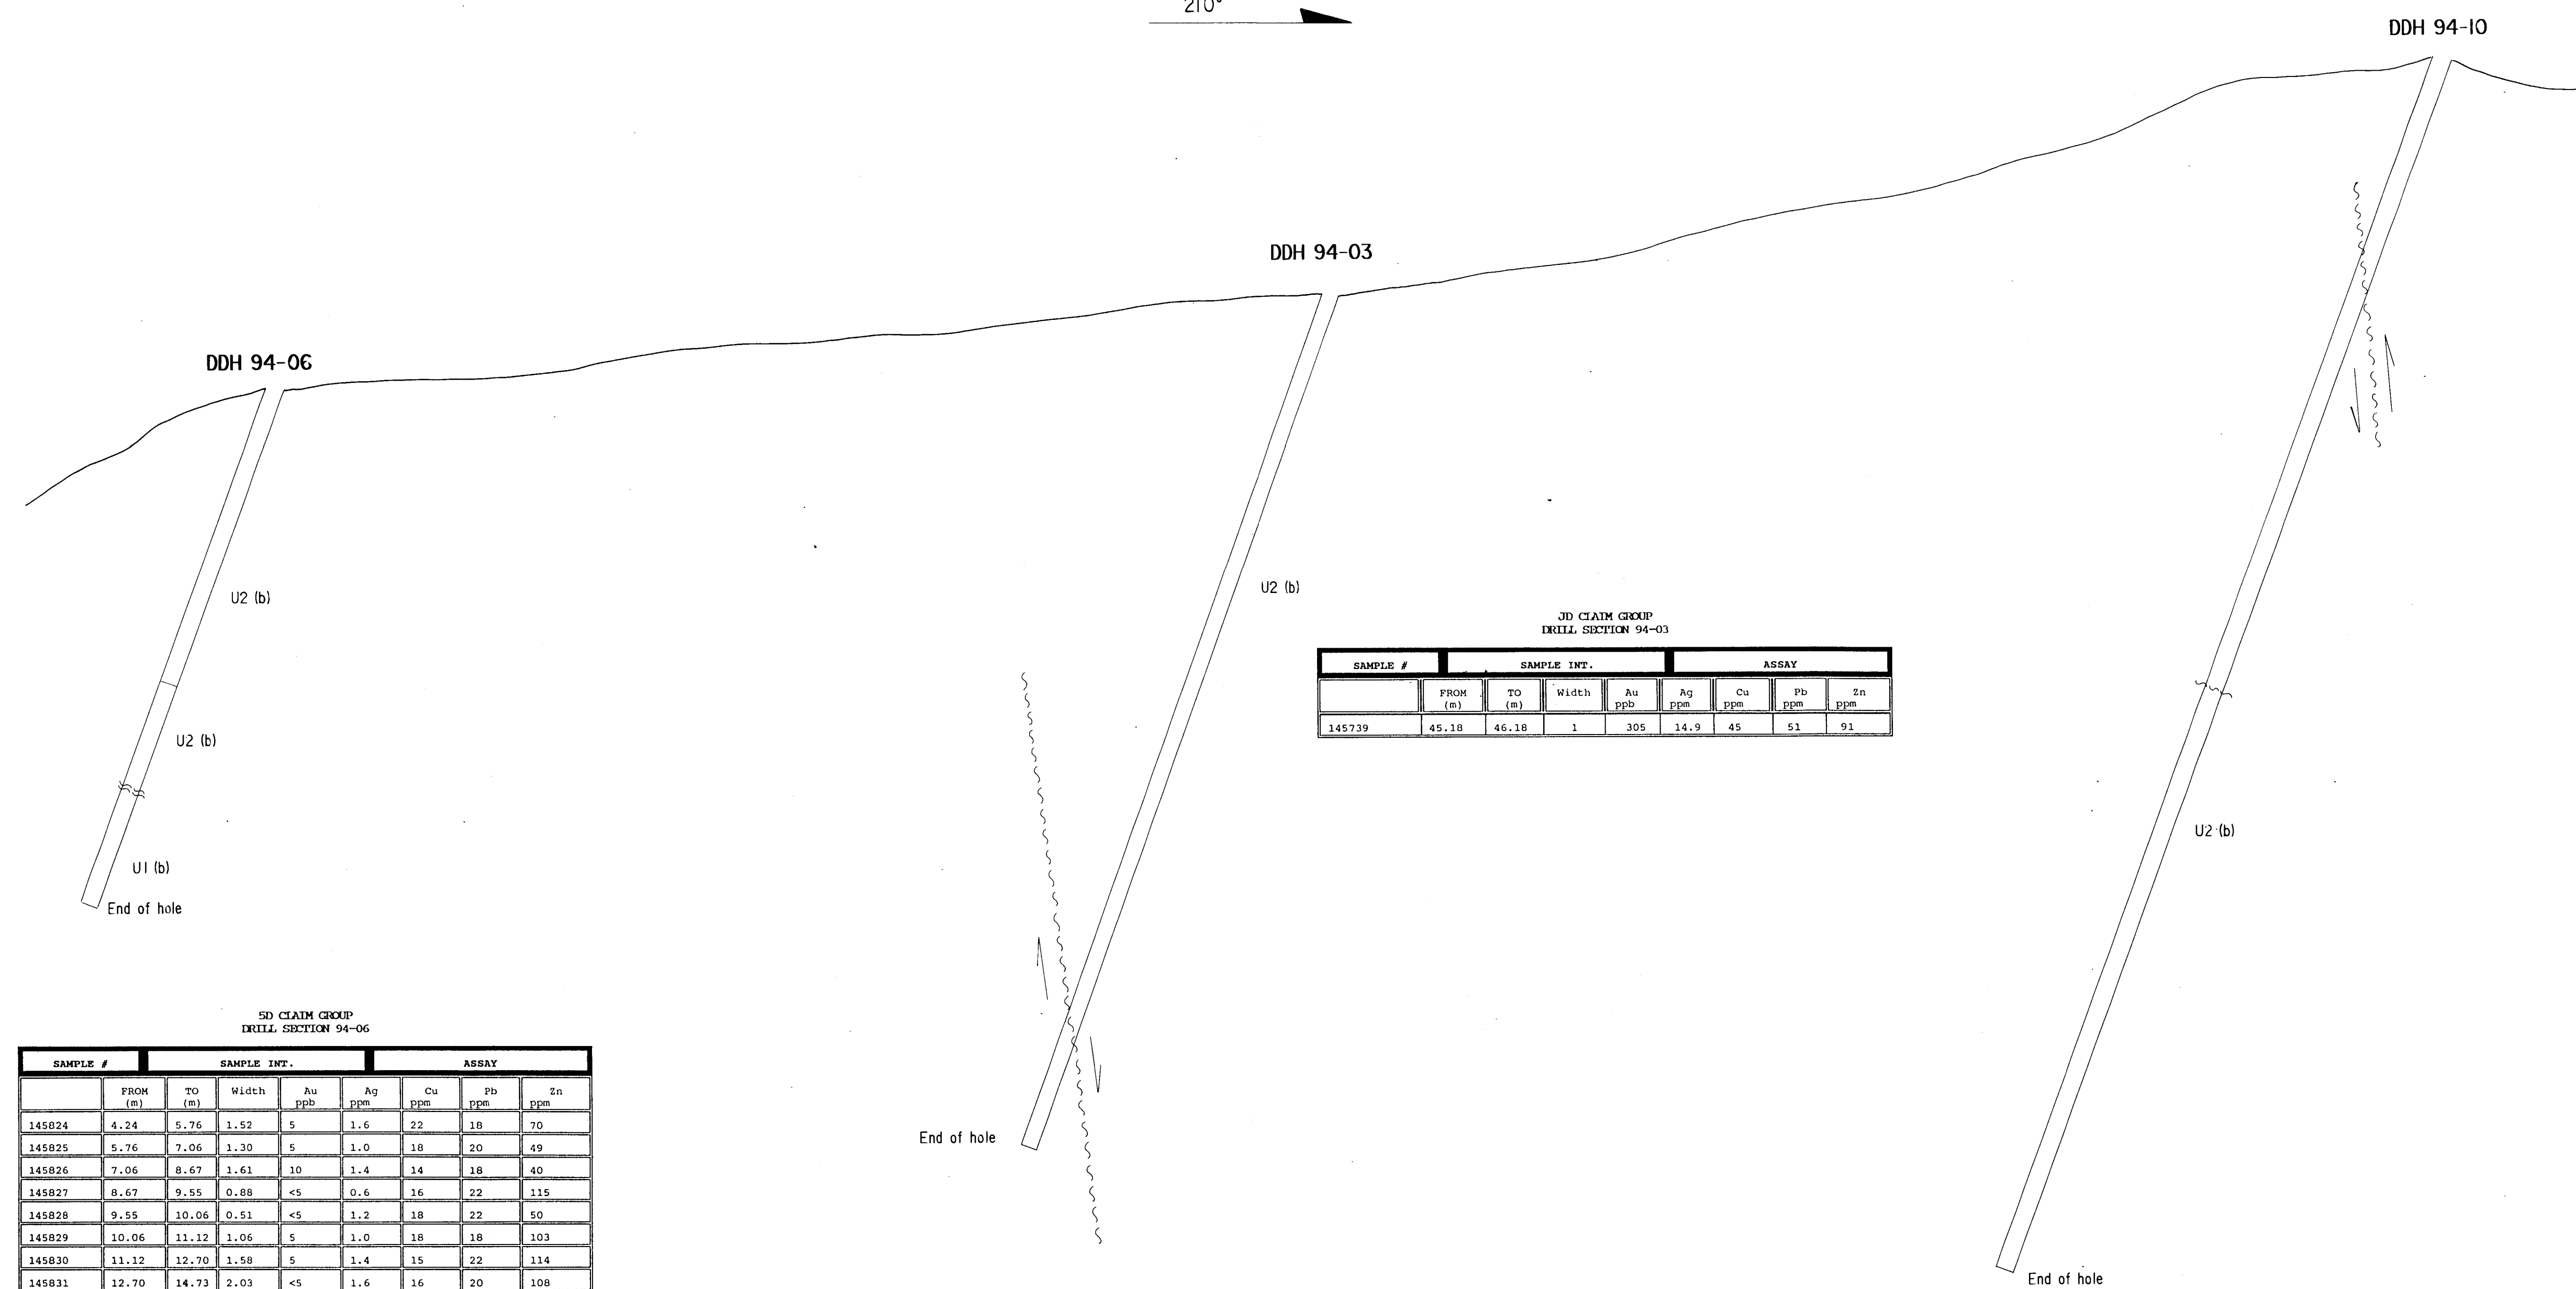 210°
DDH 94-10
DDH 94-03
DDH 94-06
U2 (b)
U2 (b)
JD CLAIM GROUP
DRILL SECTION 94-03
SAMPLE # SAMPLE INT. ASSAY
FROM (m) TO (m) Width Au ppb Ag ppm Cu ppm Pb ppm Zn ppm
145739 45.18 46.18 1 305 14.9 45 51 91
U2 (b)
U2 (b)
U1 (b)
End of hole
5D CLAIM GROUP
DRILL SECTION 94-06
SAMPLE # SAMPLE INT. ASSAY
FROM (m) TO (m) Width Au ppb Ag ppm Cu ppm Pb ppm Zn ppm
145824 4.24 5.76 1.52 5 1.6 22 18 70
145825 5.76 7.06 1.30 5 1.0 18 20 49
145826 7.06 8.67 1.61 10 1.4 14 18 40
145827 8.67 9.55 0.88 <5 0.6 16 22 115
145828 9.55 10.06 0.51 <5 1.2 18 22 50
145829 10.06 11.12 1.06 5 1.0 18 18 103
145830 11.12 12.70 1.58 5 1.4 15 22 114
145831 12.70 14.73 2.03 <5 1.6 16 20 108
End of hole
End of hole